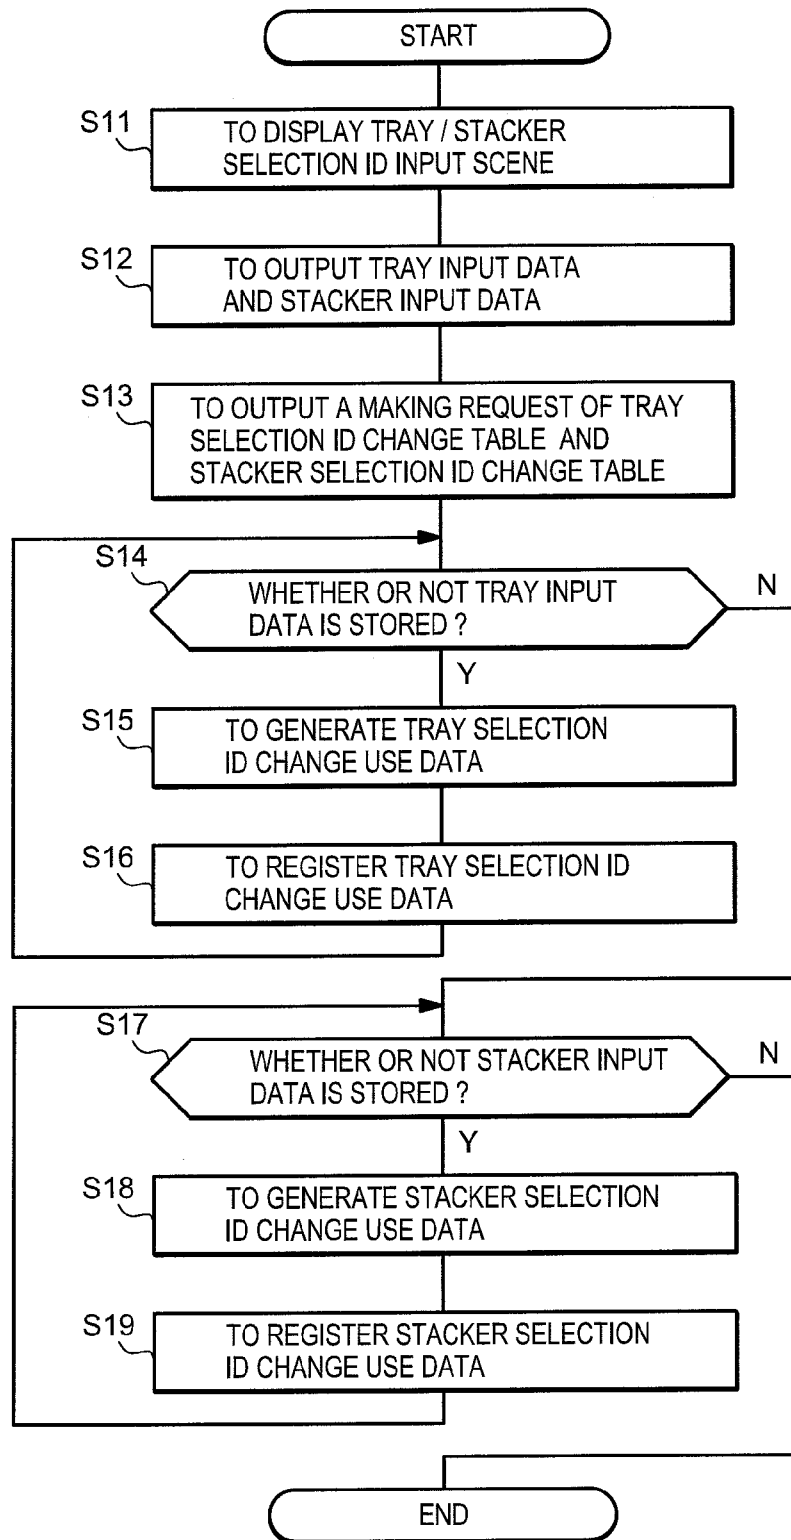 START
S11
TO DISPLAY TRAY / STACKER
SELECTION ID INPUT SCENE
S12
TO OUTPUT TRAY INPUT DATA
AND STACKER INPUT DATA
S13
TO OUTPUT A MAKING REQUEST OF TRAY
SELECTION ID CHANGE TABLE AND
STACKER SELECTION ID CHANGE TABLE
S14
WHETHER OR NOT TRAY INPUT
DATA IS STORED ?
N
Y
S15
TO GENERATE TRAY SELECTION
ID CHANGE USE DATA
S16
TO REGISTER TRAY SELECTION ID
CHANGE USE DATA
S17
WHETHER OR NOT STACKER INPUT
DATA IS STORED ?
N
Y
S18
TO GENERATE STACKER SELECTION
ID CHANGE USE DATA
S19
TO REGISTER STACKER SELECTION
ID CHANGE USE DATA
END